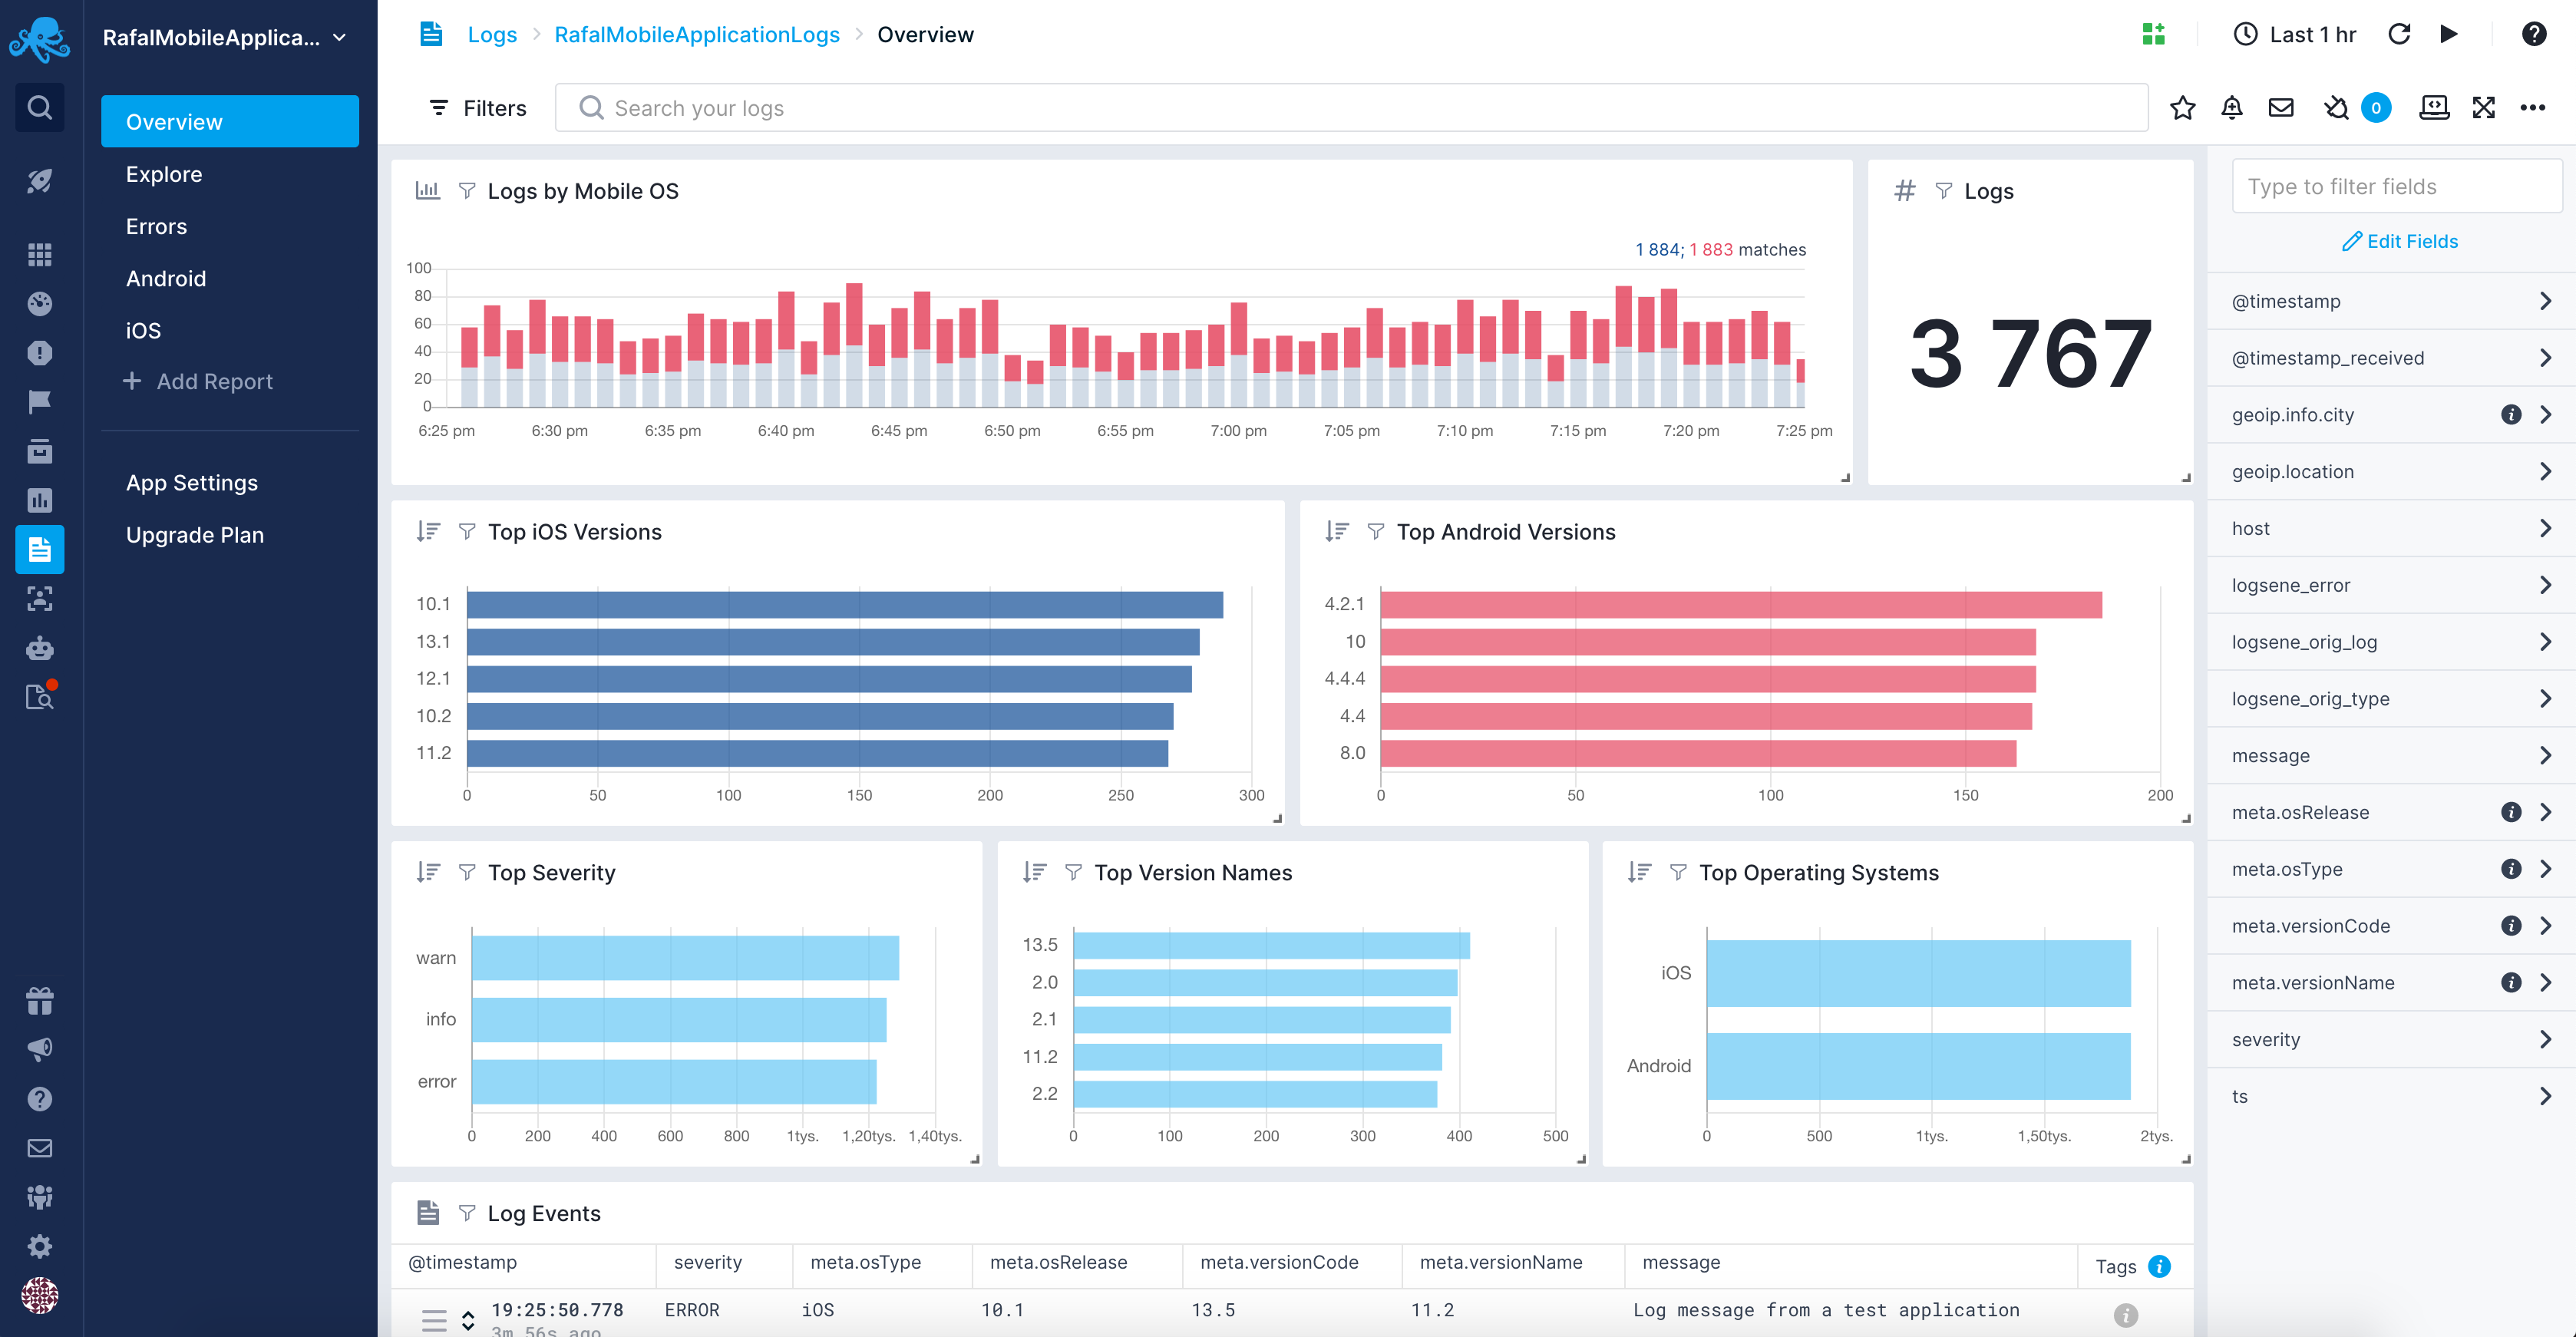 RafalMobileApplica...
Overview
Explore
Errors
Android
iOS
+ Add Report
App Settings
Upgrade Plan
Logs > RafalMobileApplicationLogs > Overview
Last 1 hr
Filters
Search your logs
0
Logs by Mobile OS
1 884; 1 883 matches
100
80
60
40
20
0
6:25 pm 6:30 pm 6:35 pm 6:40 pm 6:45 pm 6:50 pm 6:55 pm 7:00 pm 7:05 pm 7:10 pm 7:15 pm 7:20 pm 7:25 pm
# Logs
3 767
Top iOS Versions
10.1
13.1
12.1
10.2
11.2
0 50 100 150 200 250 300
Top Android Versions
4.2.1
10
4.4.4
4.4
8.0
0 50 100 150 200
Top Severity
warn
info
error
0 200 400 600 800 1tys. 1,20tys. 1,40tys.
Top Version Names
13.5
2.0
2.1
11.2
2.2
0 100 200 300 400 500
Top Operating Systems
iOS
Android
0 500 1tys. 1,50tys. 2tys.
Log Events
@timestamp severity meta.osType meta.osRelease meta.versionCode meta.versionName message Tags
19:25:50.778 ERROR iOS 10.1 13.5 11.2 Log message from a test application
3m 56s ago
Type to filter fields
Edit Fields
@timestamp
@timestamp_received
geoip.info.city
geoip.location
host
logsene_error
logsene_orig_log
logsene_orig_type
message
meta.osRelease
meta.osType
meta.versionCode
meta.versionName
severity
ts